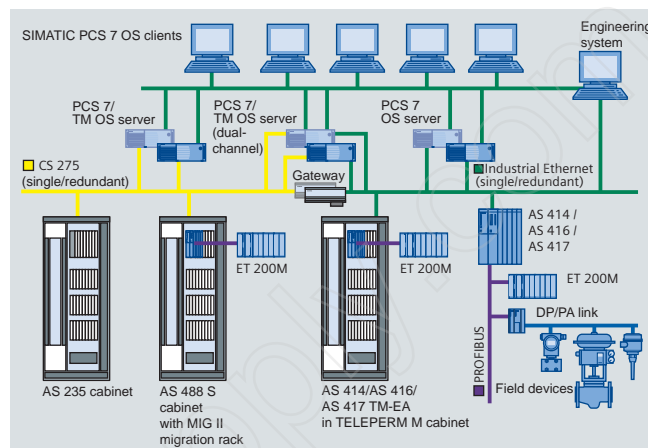 SIMATIC PCS 7 OS clients
Engineering
system
PCS 7/
TM OS server
PCS 7/
TM OS server
(dual-
channel)
PCS 7
OS server
CS 275
(single/redundant)
Gateway
Industrial Ethernet
(single/redundant)
AS 414 /
AS 416 /
AS 417
ET 200M
ET 200M
ET 200M
DP/PA link
PROFIBUS
Field devices
AS 235 cabinet
AS 488 S
cabinet
with MIG II
migration rack
AS 414/AS 416/
AS 417 TM-EA
in TELEPERM M cabinet